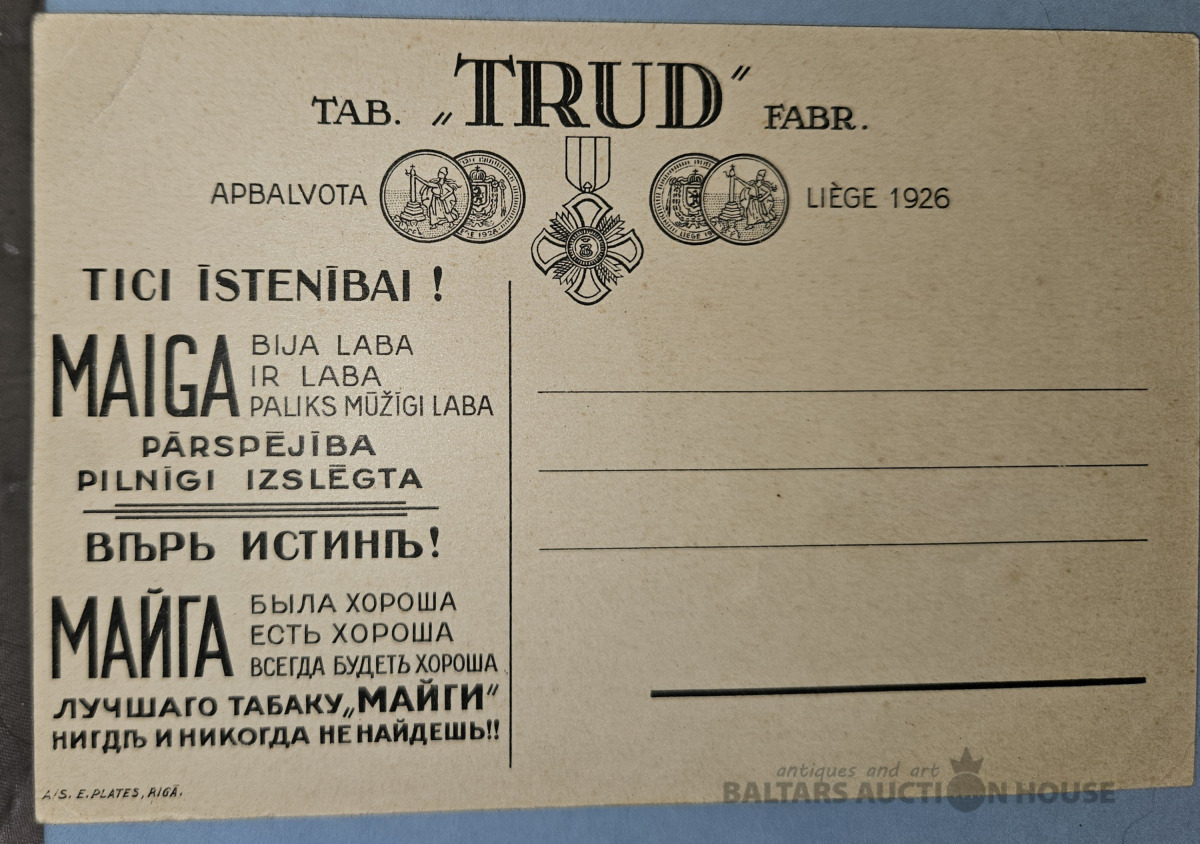 TAB. „TRUD” FABR.
APBALVOTA
LIÈGE 1926
TICI ĪSTENĪBAI !
MAIGA
BIJA LABA
IR LABA
PALIKS MŪŽĪGI LABA
PĀRSPĒJĪBA
PILNĪGI IZSLĒGTA
ВѢРЬ ИСТИНѢ!
МАЙГА
БЫЛА ХОРОША
ЕСТЬ ХОРОША
ВСЕГДА БУДЕТЬ ХОРОША
ЛУЧШАГО ТАБАКУ „МАЙГИ”
НИГДѢ И НИКОГДА НЕ НАЙДЕШЬ!!
A/S. E. PLATES, RIGĀ.
antiques and art
BALTARS AUCTION HOUSE